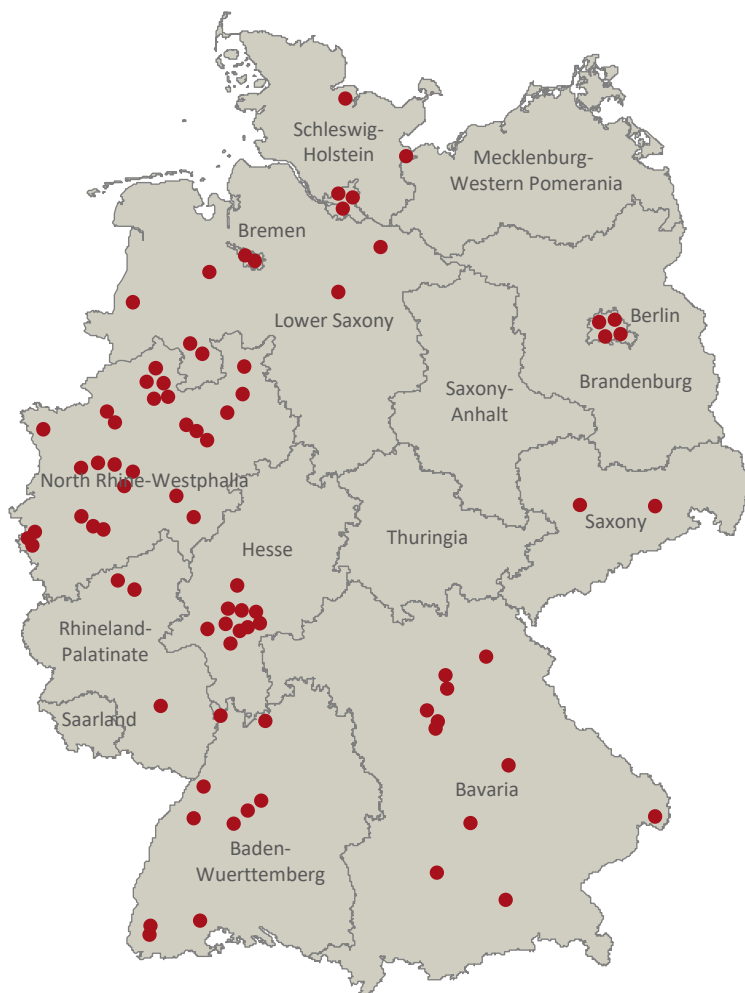 Schleswig-
Holstein
Mecklenburg-
Western Pomerania
Bremen
Lower Saxony
Berlin
Brandenburg
Saxony-
Anhalt
North Rhine-Westphalia
Saxony
Thuringia
Hesse
Rhineland-
Palatinate
Saarland
Bavaria
Baden-
Wuerttemberg